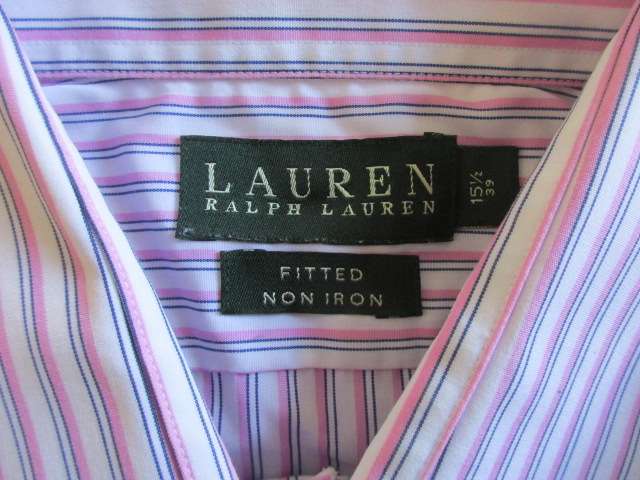 LAUREN
RALPH LAUREN
15½
39
FITTED
NON IRON